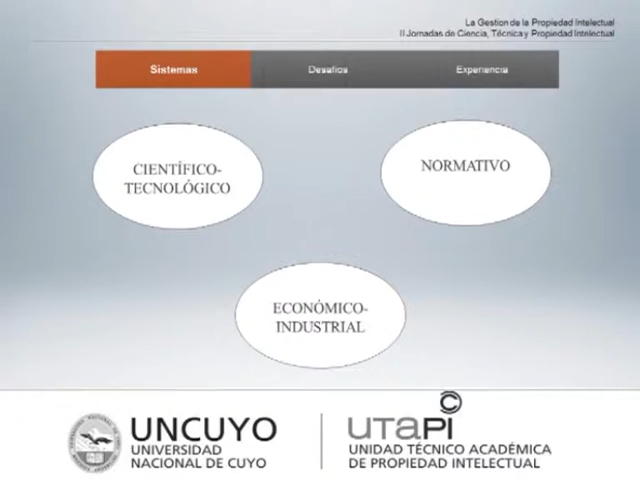 La Gestion de la Propiedad Intelectual
II Jornadas de Ciencia, Técnica y Propiedad Intelectual
Sistemas Desafíos Experiencia
CIENTÍFICO-
TECNOLÓGICO
NORMATIVO
ECONÓMICO-
INDUSTRIAL
UNCUYO
UNIVERSIDAD
NACIONAL DE CUYO
UTAPI
©
UNIDAD TÉCNICO ACADÉMICA
DE PROPIEDAD INTELECTUAL